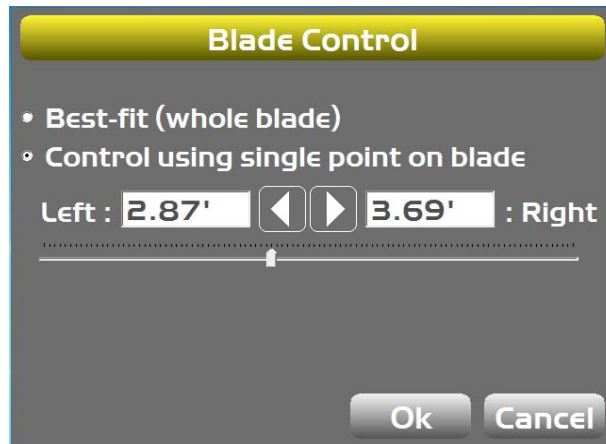 Blade Control
Best-fit (whole blade)
Control using single point on blade
Left : 2.87' 3.69' : Right
Ok Cancel